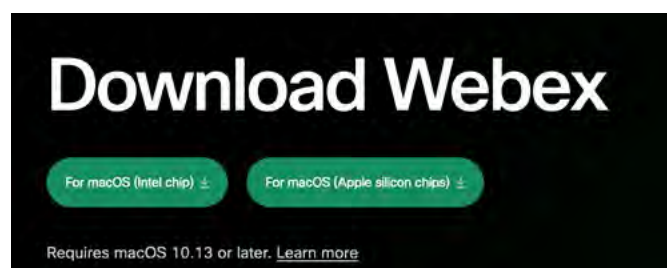 Download Webex
For macOS (Intel chip)
For macOS (Apple silicon chips)
Requires macOS 10.13 or later. Learn more